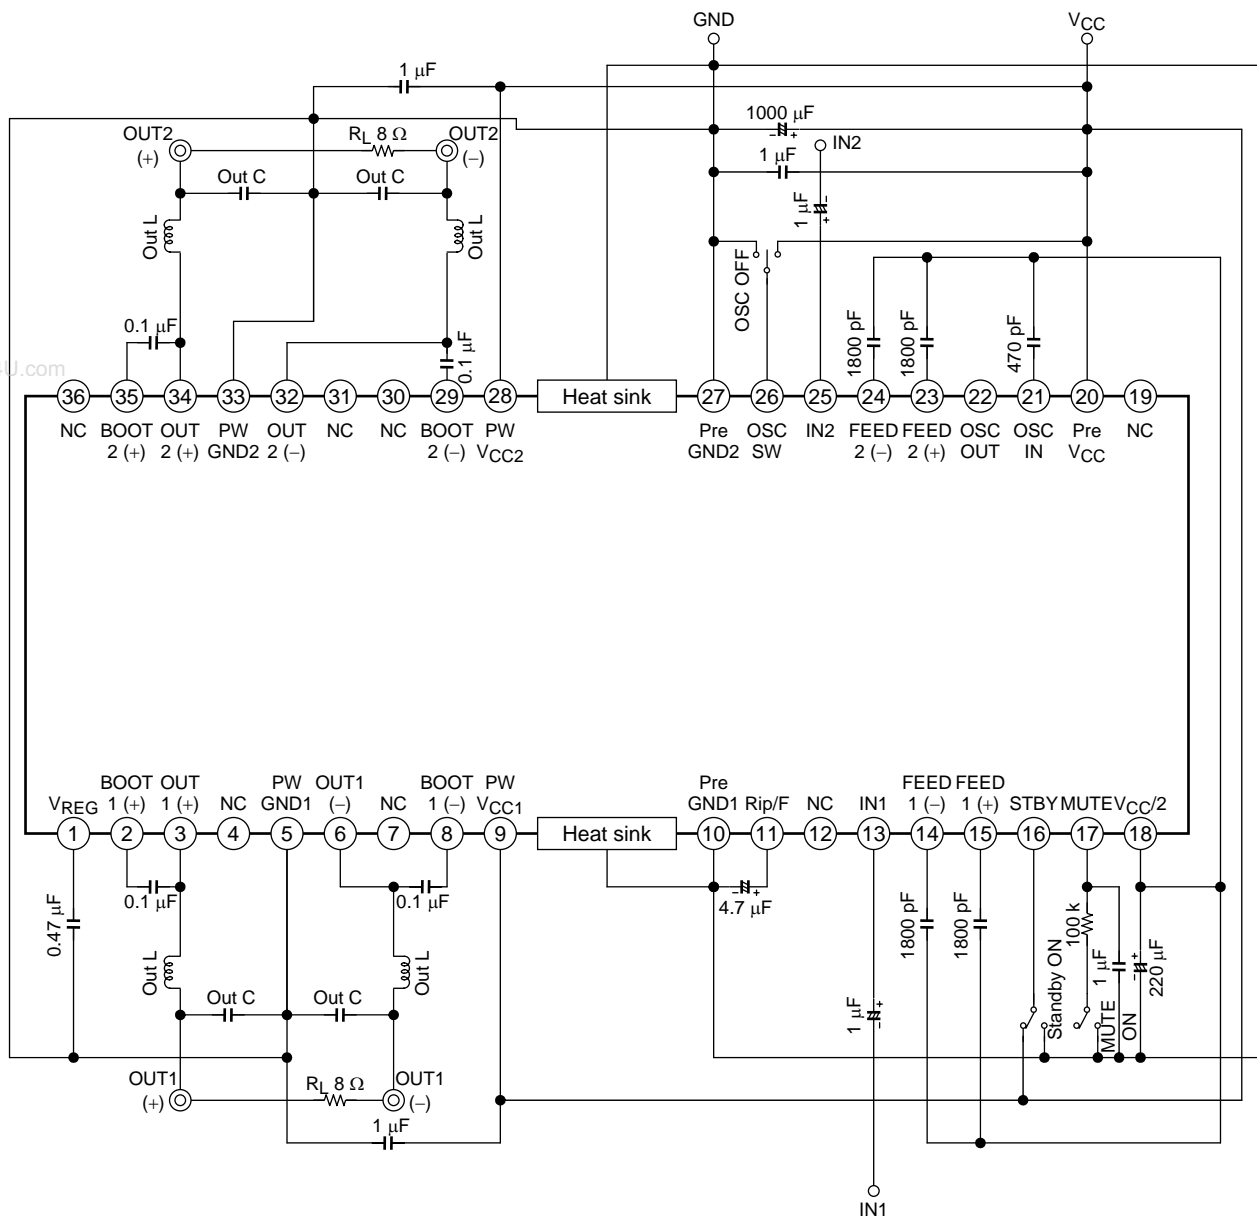 GND
VCC
1 µF
1000 µF
OUT2
(+)
RL 8 Ω
OUT2
(−)
IN2
1 µF
Out C
Out C
1 µF
Out L
Out L
OSC OFF
0.1 µF
0.1 µF
1800 pF
1800 pF
470 pF
4U.com
36
35
34
33
32
31
30
29
28
Heat sink
27
26
25
24
23
22
21
20
19
NC
BOOT
2 (+)
OUT
2 (+)
PW
GND2
OUT
2 (−)
NC
NC
BOOT
2 (−)
PW
VCC2
Pre
GND2
OSC
SW
IN2
FEED
2 (−)
FEED
2 (+)
OSC
OUT
OSC
IN
Pre
VCC
NC
VREG
BOOT
1 (+)
OUT
1 (+)
NC
PW
GND1
OUT1
(−)
NC
BOOT
1 (−)
PW
VCC1
Pre
GND1
Rip/F
NC
IN1
FEED
1 (−)
FEED
1 (+)
STBY
MUTE
VCC/2
1
2
3
4
5
6
7
8
9
Heat sink
10
11
12
13
14
15
16
17
18
0.1 µF
0.1 µF
4.7 µF
0.47 µF
1800 pF
1800 pF
100 k
Out L
Out L
1 µF
220 µF
Out C
Out C
1 µF
Standby ON
MUTE
ON
OUT1
(+)
RL 8 Ω
OUT1
(−)
1 µF
IN1